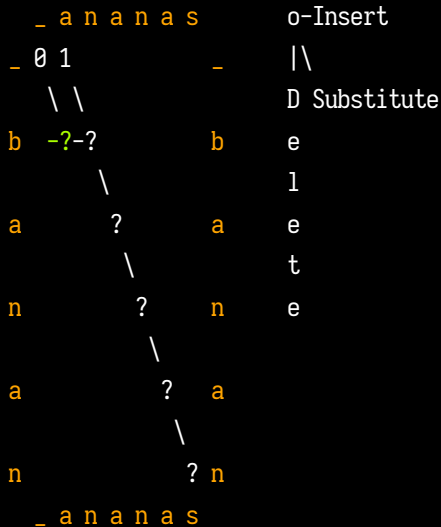 _ a n a n a s       o-Insert
_ 0 1           _     |\
   \ \                D Substitute
b  -?-?         b     e
       \              l
a       ?       a     e
         \            t
n         ?     n     e
           \
a           ?   a
             \
n             ? n
  _ a n a n a s